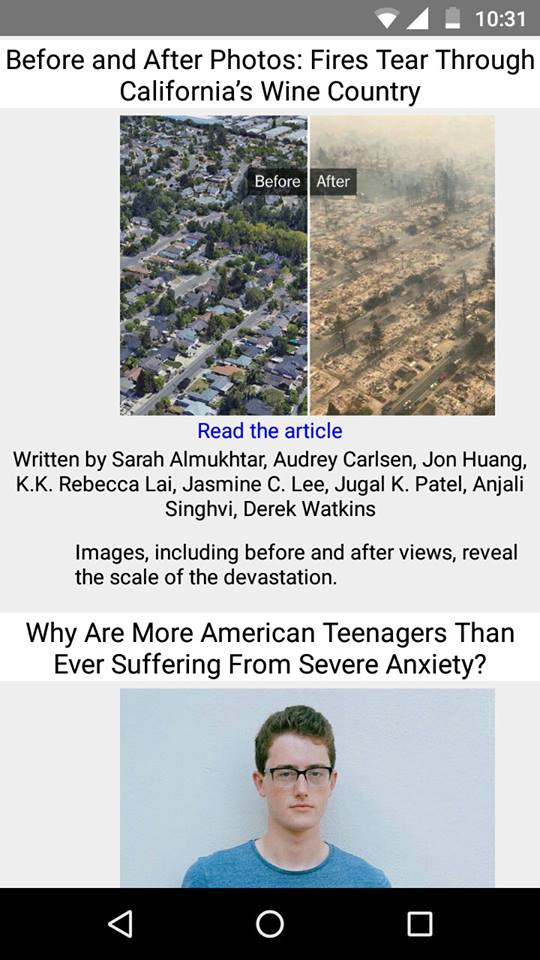 10:31
Before and After Photos: Fires Tear Through
California’s Wine Country
Before After
Read the article
Written by Sarah Almukhtar, Audrey Carlsen, Jon Huang,
K.K. Rebecca Lai, Jasmine C. Lee, Jugal K. Patel, Anjali
Singhvi, Derek Watkins
Images, including before and after views, reveal
the scale of the devastation.
Why Are More American Teenagers Than
Ever Suffering From Severe Anxiety?